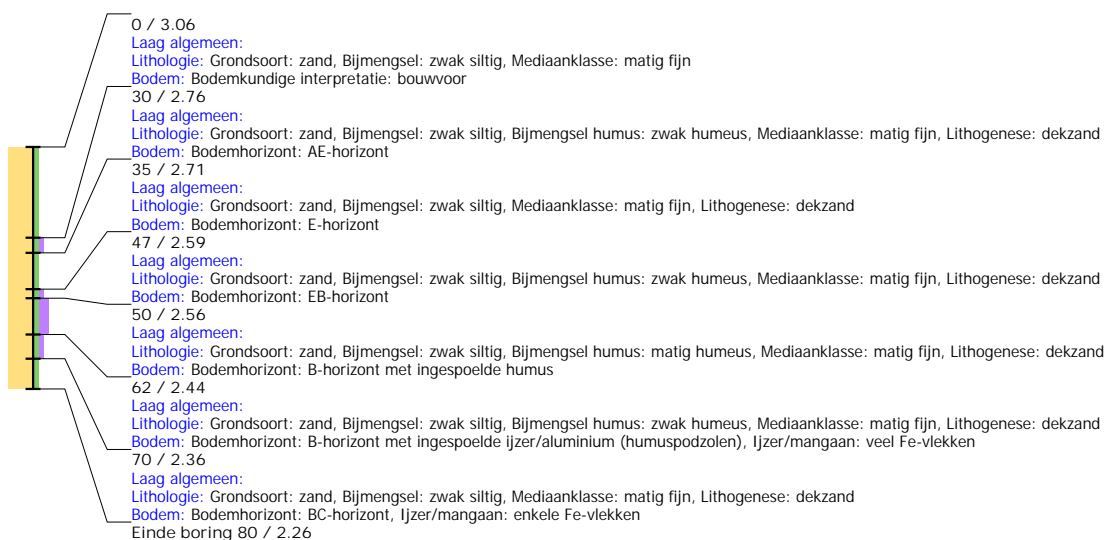 0 / 3.06
Laag algemeen:
Lithologie: Grondsoort: zand, Bijmengsel: zwak siltig, Mediaanklasse: matig fijn
Bodem: Bodemkundige interpretatie: bouwvoor
30 / 2.76
Laag algemeen:
Lithologie: Grondsoort: zand, Bijmengsel: zwak siltig, Bijmengsel humus: zwak humeus, Mediaanklasse: matig fijn, Lithogenese: dekzand
Bodem: Bodemhorizont: AE-horizont
35 / 2.71
Laag algemeen:
Lithologie: Grondsoort: zand, Bijmengsel: zwak siltig, Mediaanklasse: matig fijn, Lithogenese: dekzand
Bodem: Bodemhorizont: E-horizont
47 / 2.59
Laag algemeen:
Lithologie: Grondsoort: zand, Bijmengsel: zwak siltig, Bijmengsel humus: zwak humeus, Mediaanklasse: matig fijn, Lithogenese: dekzand
Bodem: Bodemhorizont: EB-horizont
50 / 2.56
Laag algemeen:
Lithologie: Grondsoort: zand, Bijmengsel: zwak siltig, Bijmengsel humus: matig humeus, Mediaanklasse: matig fijn, Lithogenese: dekzand
Bodem: Bodemhorizont: B-horizont met ingespoelde humus
62 / 2.44
Laag algemeen:
Lithologie: Grondsoort: zand, Bijmengsel: zwak siltig, Bijmengsel humus: zwak humeus, Mediaanklasse: matig fijn, Lithogenese: dekzand
Bodem: Bodemhorizont: B-horizont met ingespoelde ijzer/aluminium (humuspodzolen), Ijzer/mangaan: veel Fe-vlekken
70 / 2.36
Laag algemeen:
Lithologie: Grondsoort: zand, Bijmengsel: zwak siltig, Mediaanklasse: matig fijn, Lithogenese: dekzand
Bodem: Bodemhorizont: BC-horizont, Ijzer/mangaan: enkele Fe-vlekken
Einde boring 80 / 2.26